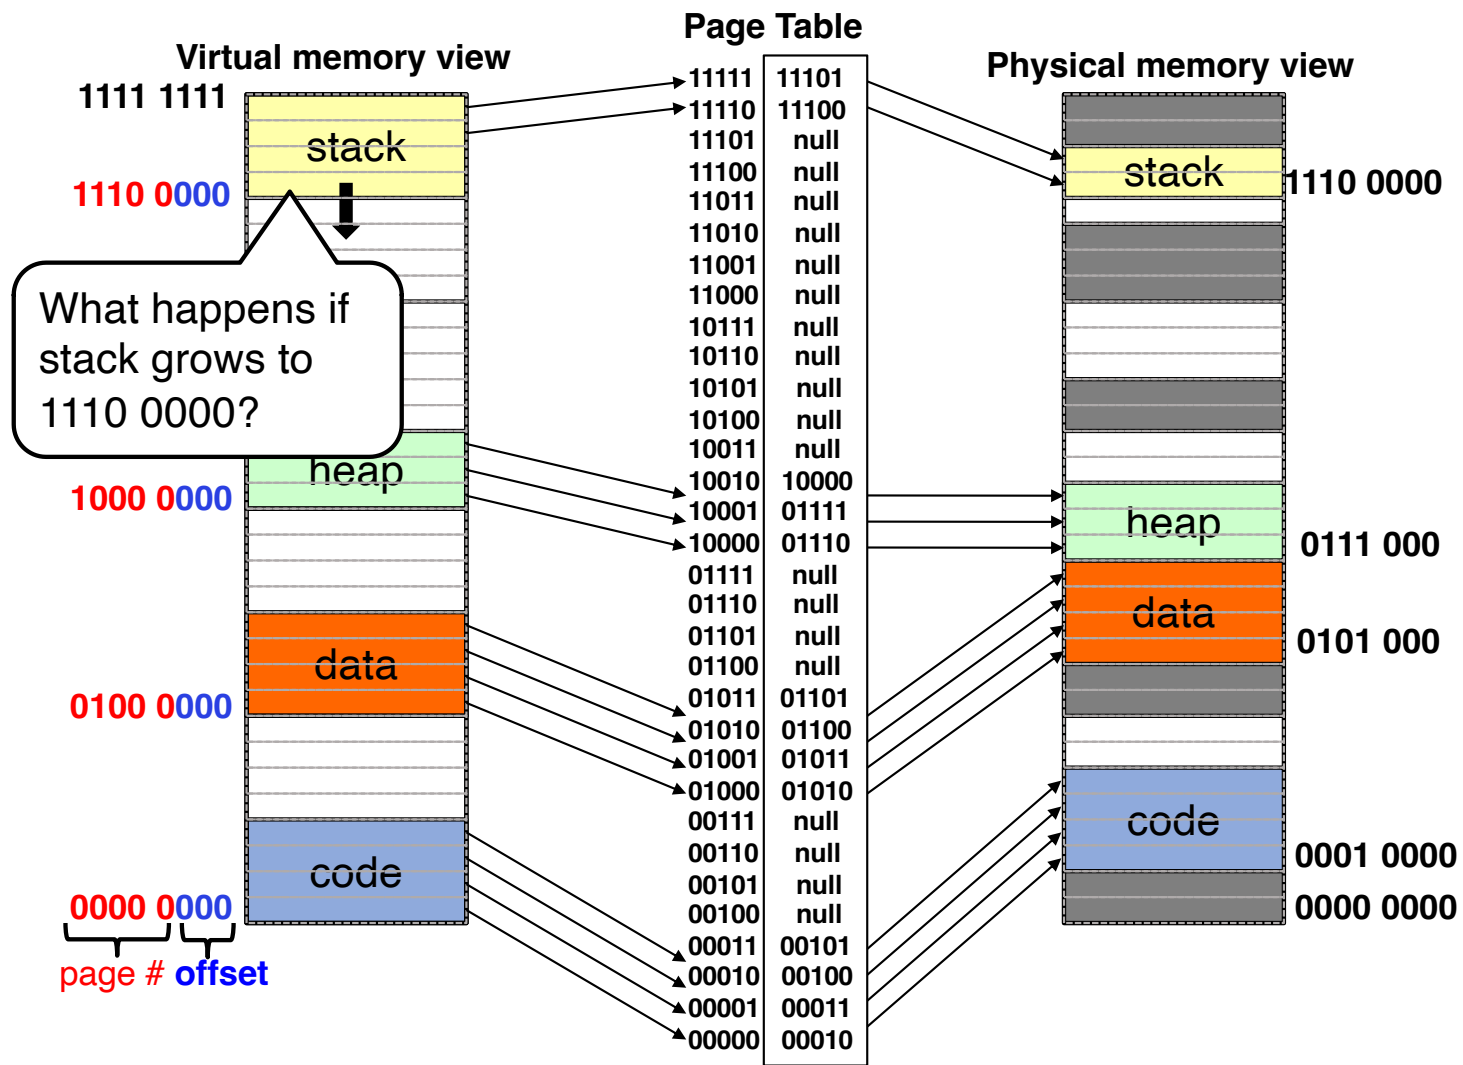 Page Table
Virtual memory view
Physical memory view
1111 1111
stack
1110 0000
What happens if
stack grows to
1110 0000?
heap
1000 0000
data
0100 0000
code
0000 0000
page # offset
11111 11101
11110 11100
11101 null
11100 null
11011 null
11010 null
11001 null
11000 null
10111 null
10110 null
10101 null
10100 null
10011 null
10010 10000
10001 01111
10000 01110
01111 null
01110 null
01101 null
01100 null
01011 01101
01010 01100
01001 01011
01000 01010
00111 null
00110 null
00101 null
00100 null
00011 00101
00010 00100
00001 00011
00000 00010
stack
1110 0000
heap
0111 000
data
0101 000
code
0001 0000
0000 0000